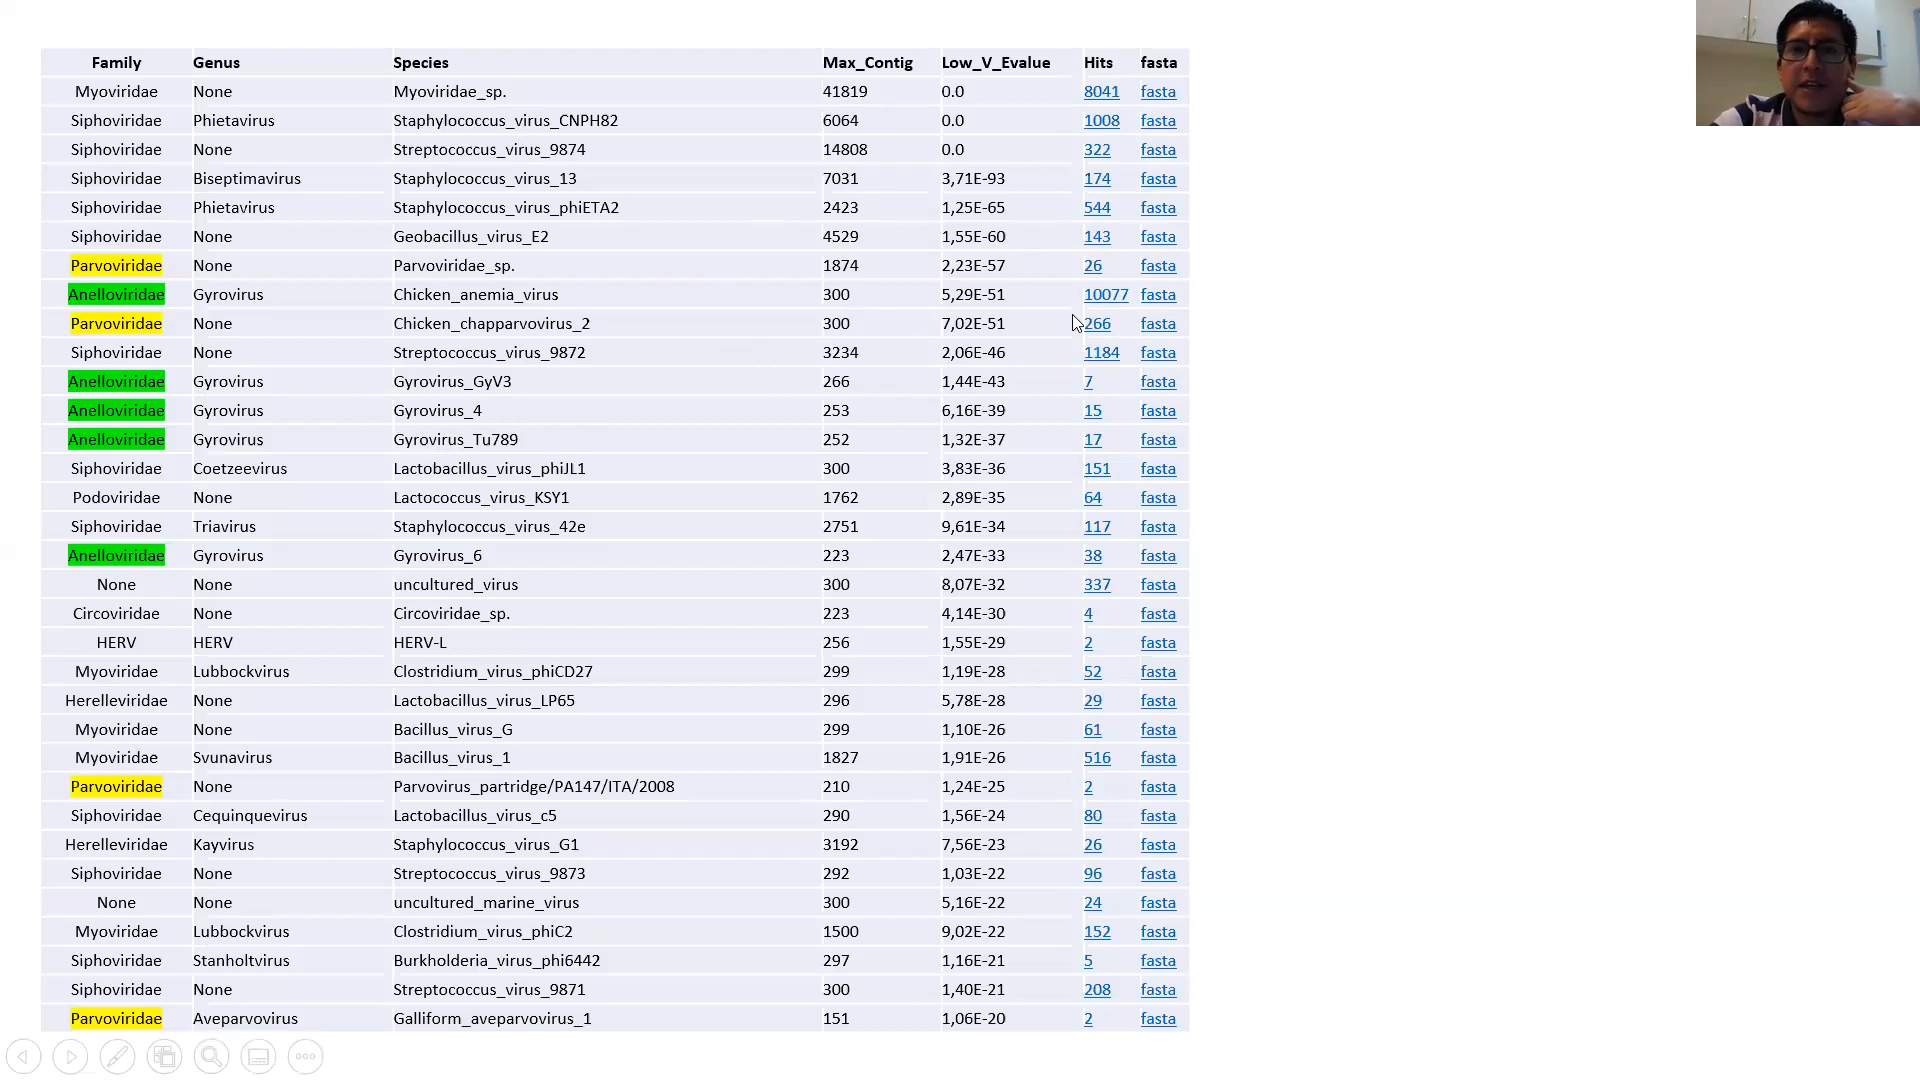 Family Genus Species Max_Contig Low_V_Evalue Hits fasta
Myoviridae None Myoviridae_sp. 41819 0.0 8041 fasta
Siphoviridae Phietavirus Staphylococcus_virus_CNPH82 6064 0.0 1008 fasta
Siphoviridae None Streptococcus_virus_9874 14808 0.0 322 fasta
Siphoviridae Biseptimavirus Staphylococcus_virus_13 7031 3,71E-93 174 fasta
Siphoviridae Phietavirus Staphylococcus_virus_phiETA2 2423 1,25E-65 544 fasta
Siphoviridae None Geobacillus_virus_E2 4529 1,55E-60 143 fasta
Parvoviridae None Parvoviridae_sp. 1874 2,23E-57 26 fasta
Anelloviridae Gyrovirus Chicken_anemia_virus 300 5,29E-51 10077 fasta
Parvoviridae None Chicken_chapparvovirus_2 300 7,02E-51 266 fasta
Siphoviridae None Streptococcus_virus_9872 3234 2,06E-46 1184 fasta
Anelloviridae Gyrovirus Gyrovirus_GyV3 266 1,44E-43 7 fasta
Anelloviridae Gyrovirus Gyrovirus_4 253 6,16E-39 15 fasta
Anelloviridae Gyrovirus Gyrovirus_Tu789 252 1,32E-37 17 fasta
Siphoviridae Coetzeevirus Lactobacillus_virus_phiJL1 300 3,83E-36 151 fasta
Podoviridae None Lactococcus_virus_KSY1 1762 2,89E-35 64 fasta
Siphoviridae Triavirus Staphylococcus_virus_42e 2751 9,61E-34 117 fasta
Anelloviridae Gyrovirus Gyrovirus_6 223 2,47E-33 38 fasta
None None uncultured_virus 300 8,07E-32 337 fasta
Circoviridae None Circoviridae_sp. 223 4,14E-30 4 fasta
HERV HERV HERV-L 256 1,55E-29 2 fasta
Myoviridae Lubbockvirus Clostridium_virus_phiCD27 299 1,19E-28 52 fasta
Herelleviridae None Lactobacillus_virus_LP65 296 5,78E-28 29 fasta
Myoviridae None Bacillus_virus_G 299 1,10E-26 61 fasta
Myoviridae Svunavirus Bacillus_virus_1 1827 1,91E-26 516 fasta
Parvoviridae None Parvovirus_partridge/PA147/ITA/2008 210 1,24E-25 2 fasta
Siphoviridae Cequinquevirus Lactobacillus_virus_c5 290 1,56E-24 80 fasta
Herelleviridae Kayvirus Staphylococcus_virus_G1 3192 7,56E-23 26 fasta
Siphoviridae None Streptococcus_virus_9873 292 1,03E-22 96 fasta
None None uncultured_marine_virus 300 5,16E-22 24 fasta
Myoviridae Lubbockvirus Clostridium_virus_phiC2 1500 9,02E-22 152 fasta
Siphoviridae Stanholtvirus Burkholderia_virus_phi6442 297 1,16E-21 5 fasta
Siphoviridae None Streptococcus_virus_9871 300 1,40E-21 208 fasta
Parvoviridae Aveparvovirus Galliform_aveparvovirus_1 151 1,06E-20 2 fasta